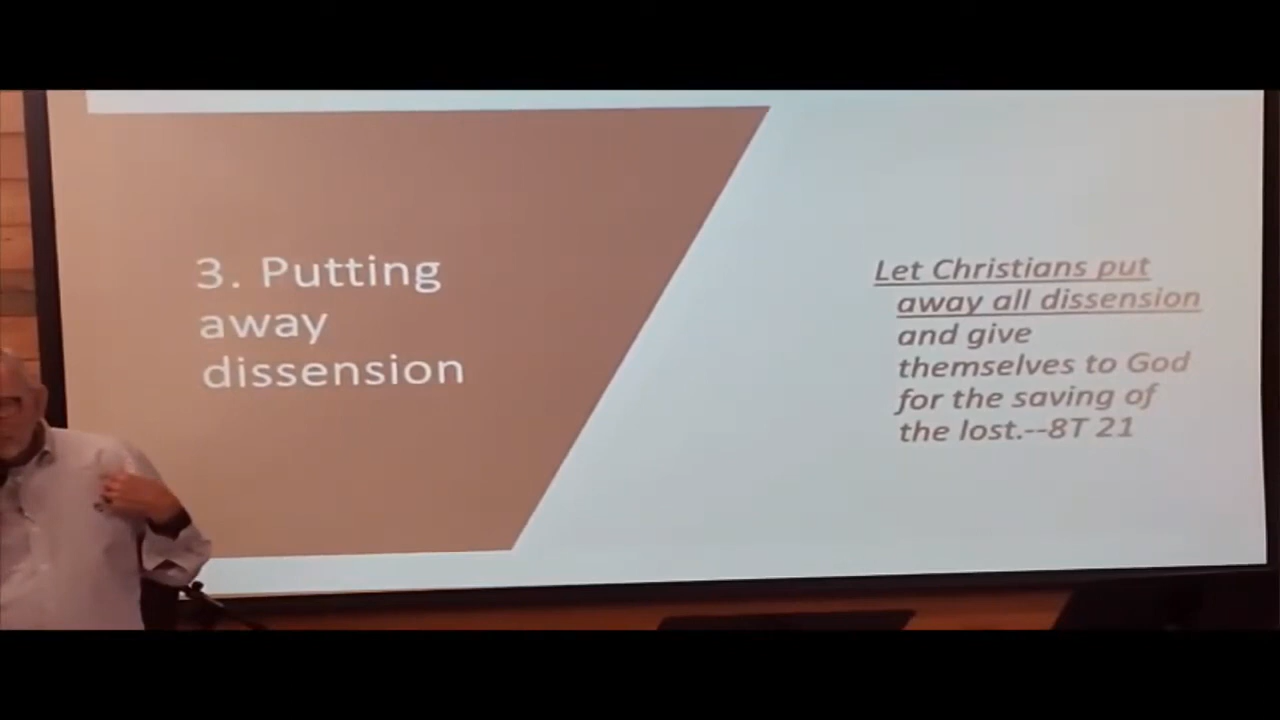 3. Putting
away
dissension
Let Christians put
away all dissension
and give
themselves to God
for the saving of
the lost.--8T 21